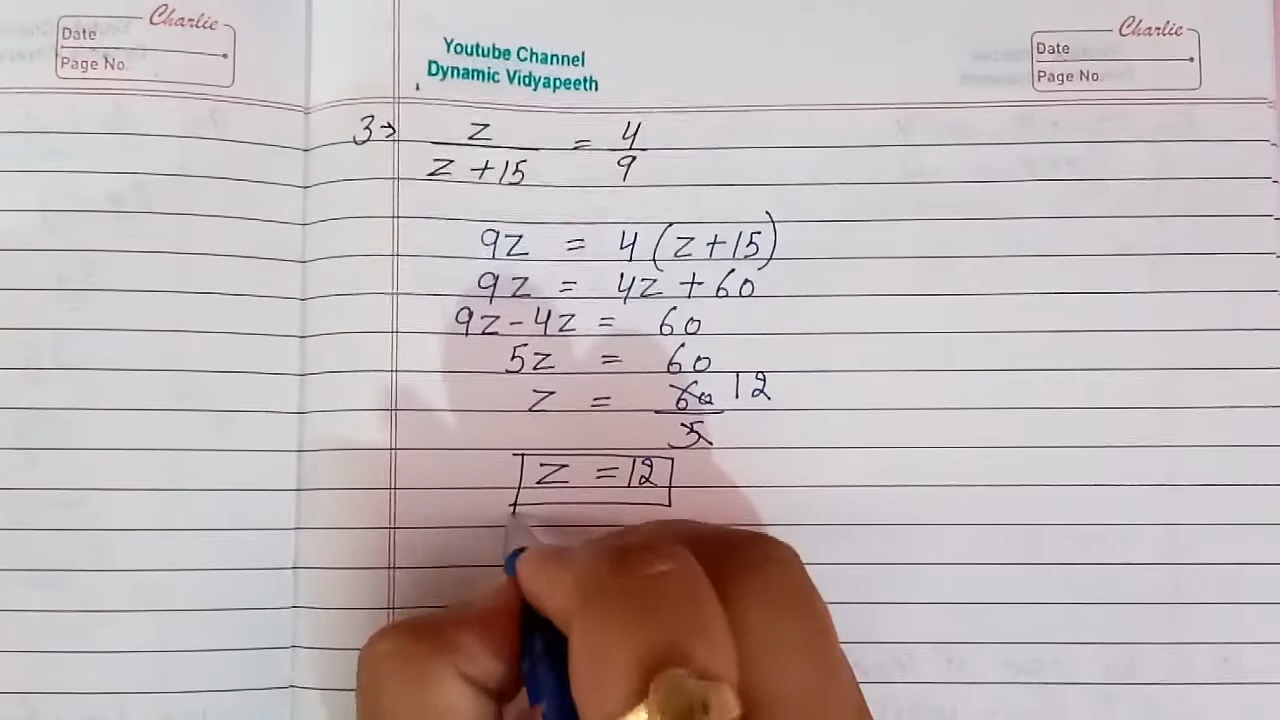 Charlie
Date
Page No.
Youtube Channel
Dynamic Vidyapeeth
Charlie
Date
Page No.
3→ z/(z+15) = 4/9
9z = 4(z+15)
9z = 4z+60
9z-4z = 60
5z = 60
z = 60/5 12
z = 12